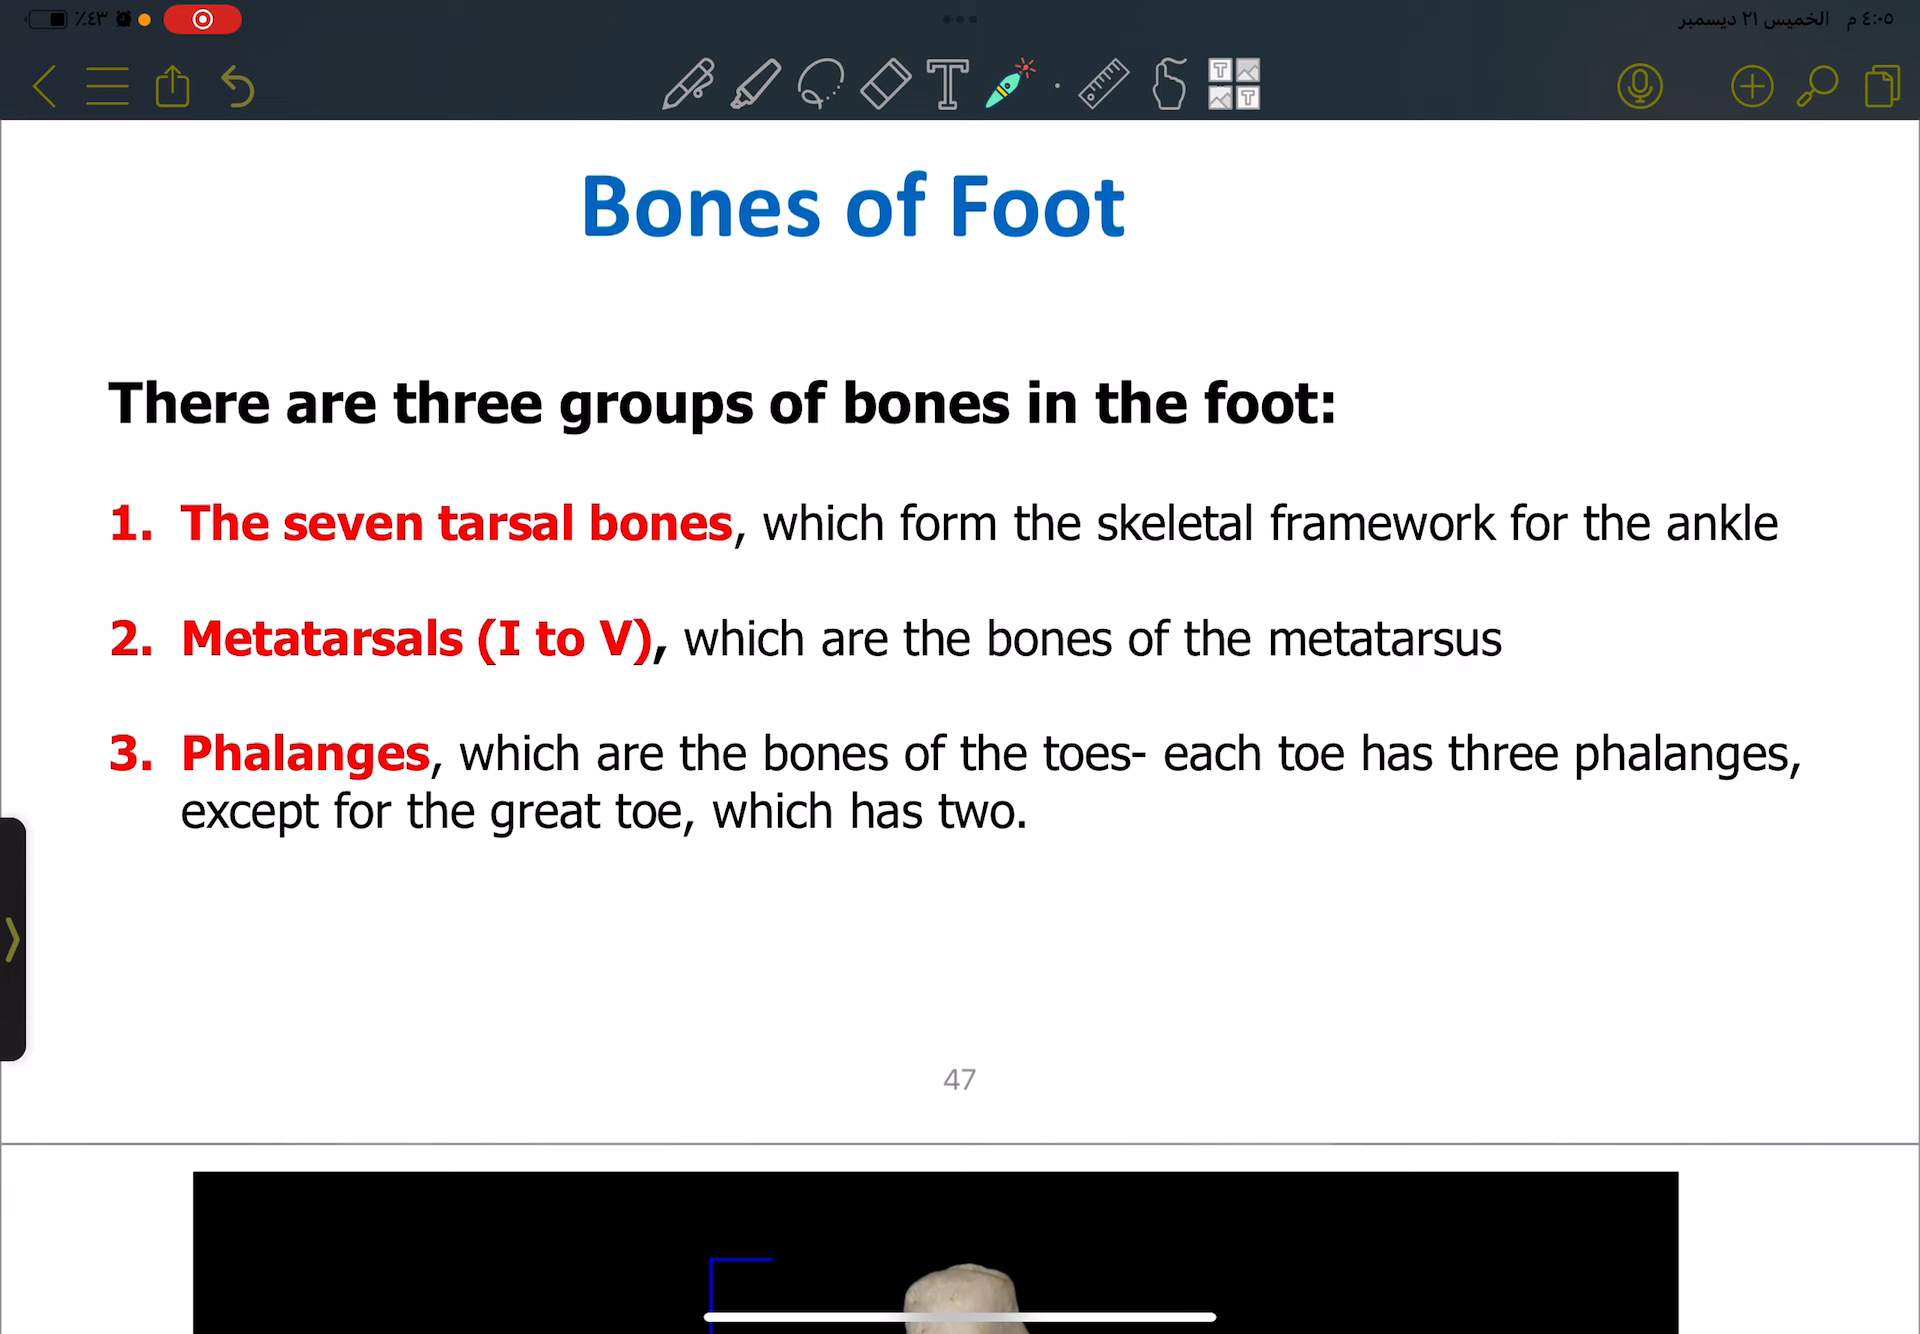 ٪٤٣
٤:٠٥ م الخميس ٢١ ديسمبر
Bones of Foot
There are three groups of bones in the foot:
1. The seven tarsal bones, which form the skeletal framework for the ankle
2. Metatarsals (I to V), which are the bones of the metatarsus
3. Phalanges, which are the bones of the toes- each toe has three phalanges,
except for the great toe, which has two.
47